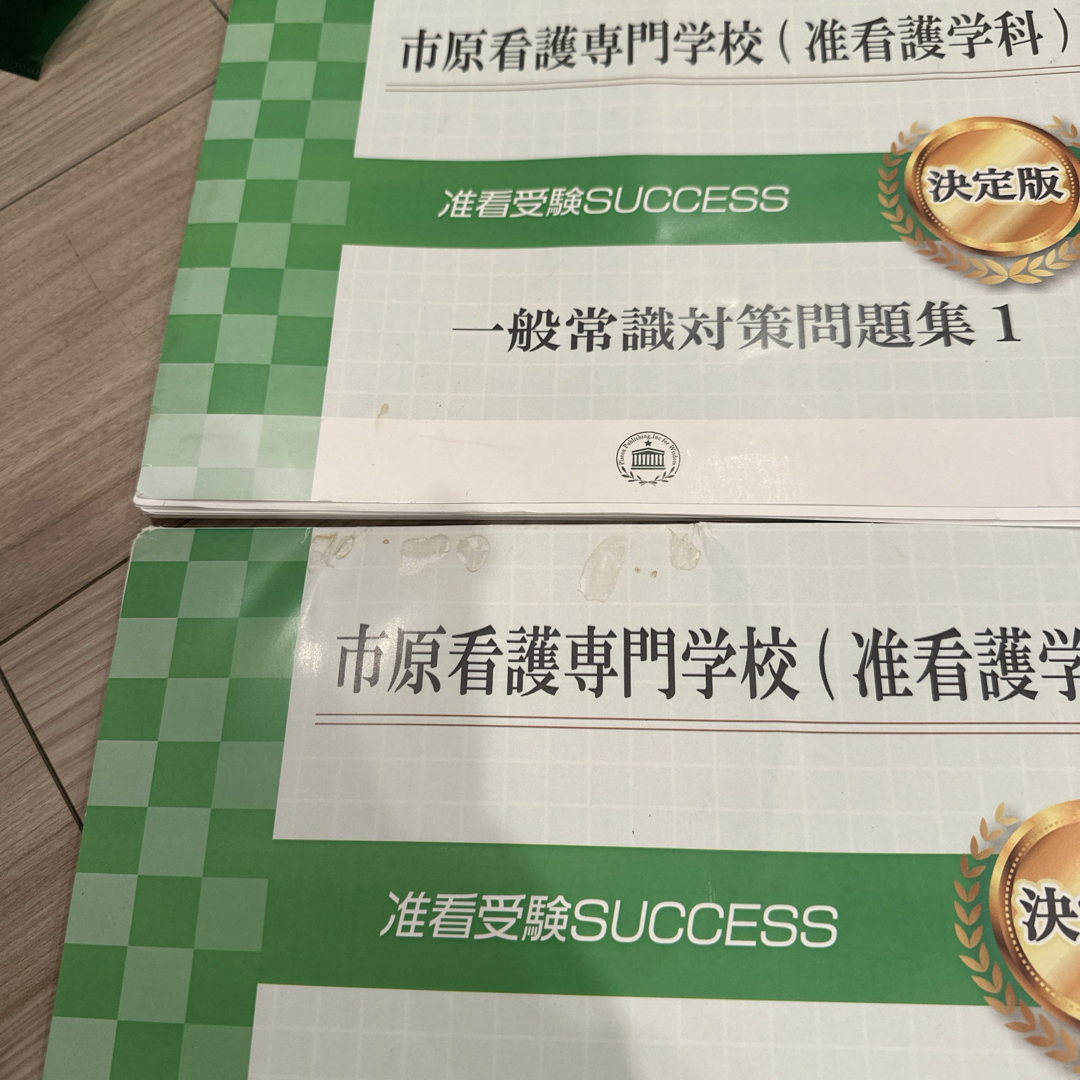 市原看護専門学校(准看護学科)
准看受験SUCCESS
決定版
一般常識対策問題集1
市原看護専門学校(准看護学
准看受験SUCCESS
決